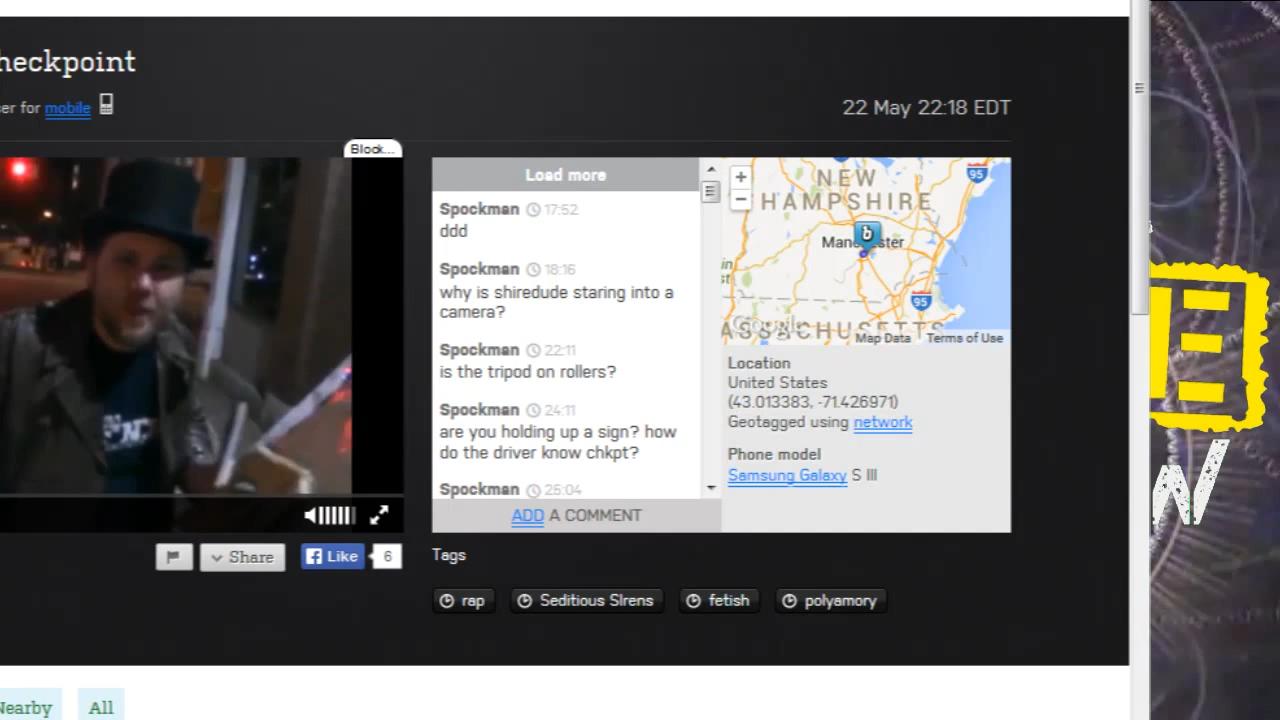 heckpoint
er for mobile
22 May 22:18 EDT
Block...
Load more
Spockman 17:52
ddd
Spockman 18:16
why is shiredude staring into a
camera?
Spockman 22:11
is the tripod on rollers?
Spockman 24:11
are you holding up a sign? how
do the driver know chkpt?
Spockman 25:04
ADD A COMMENT
+
−
NEW
HAMPSHIRE
95
b
95
ASSACHUSETTS
Google
Map Data
Terms of Use
Location
United States
(43.013383, -71.426971)
Geotagged using network
Phone model
Samsung Galaxy S III
Share
Like
6
Tags
rap
Seditious SIrens
fetish
polyamory
Nearby
All
E
W